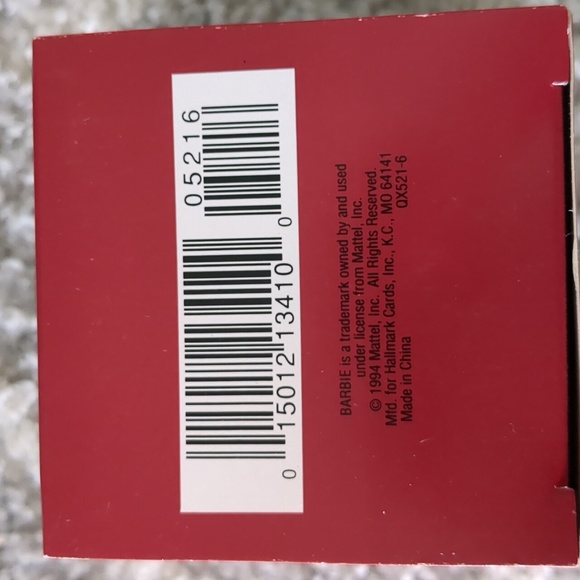 05216
0 15012 13410 0
BARBIE is a trademark owned by and used
under license from Mattel, Inc.
© 1994 Mattel, Inc. All Rights Reserved.
Mfd. for Hallmark Cards, Inc., K.C., MO 64141
Made in China QX521-6